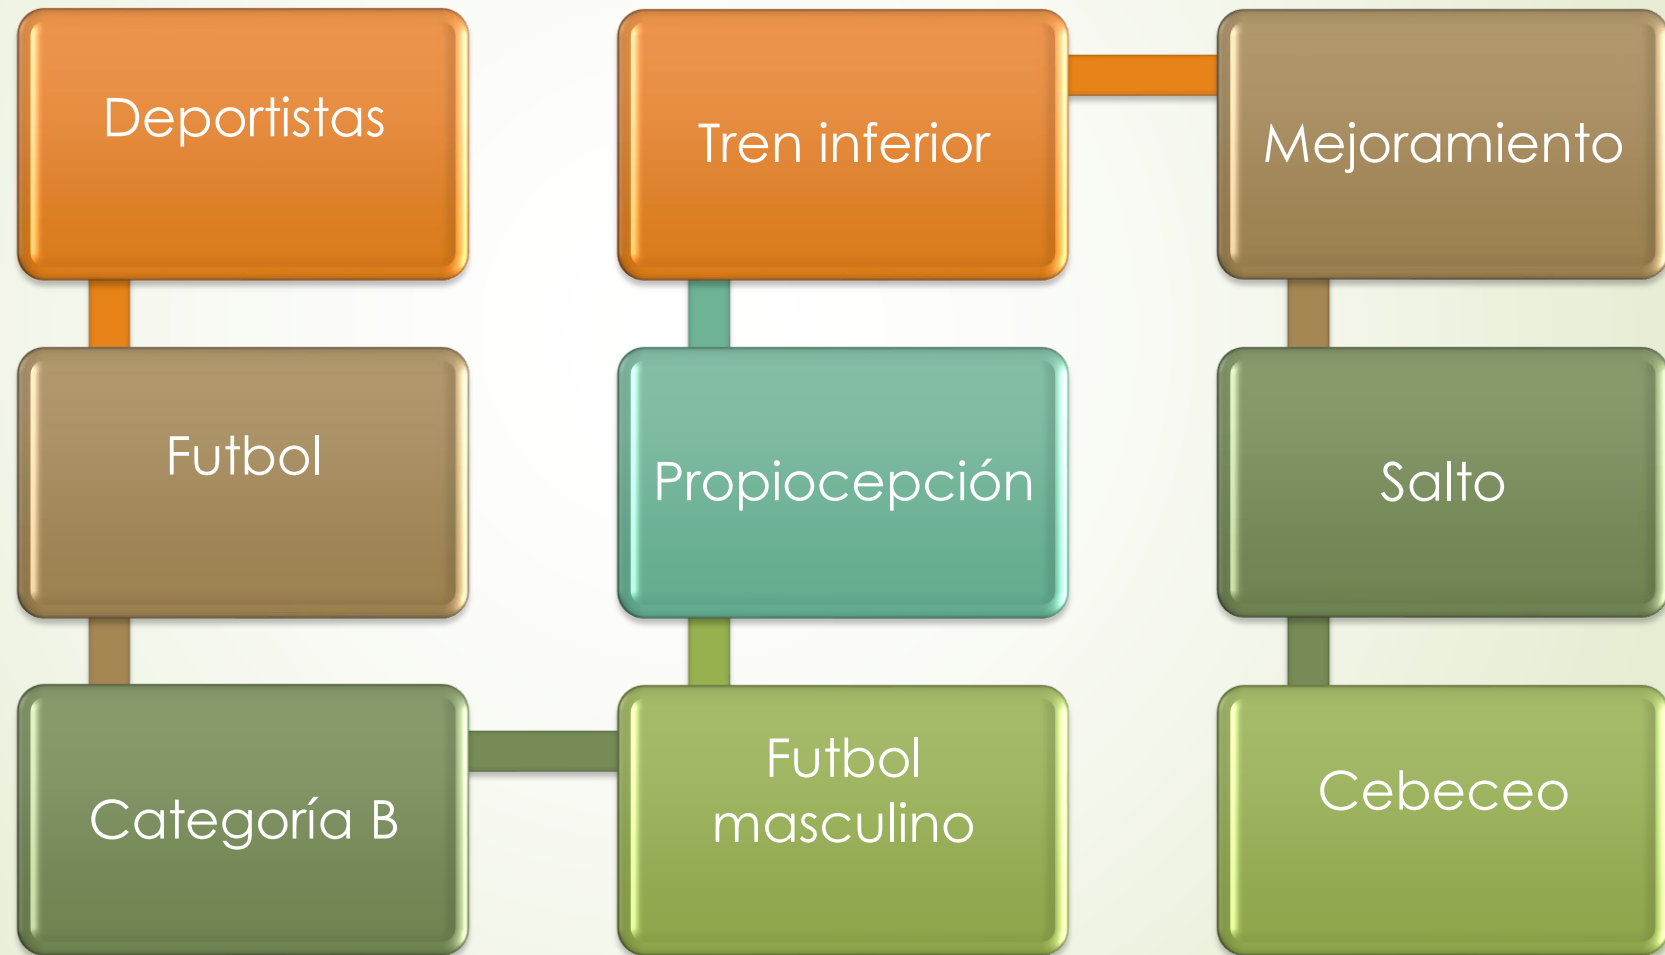 Deportistas
Futbol
Categoría B
Futbol
masculino
Propiocepción
Tren inferior
Mejoramiento
Salto
Cebeceo